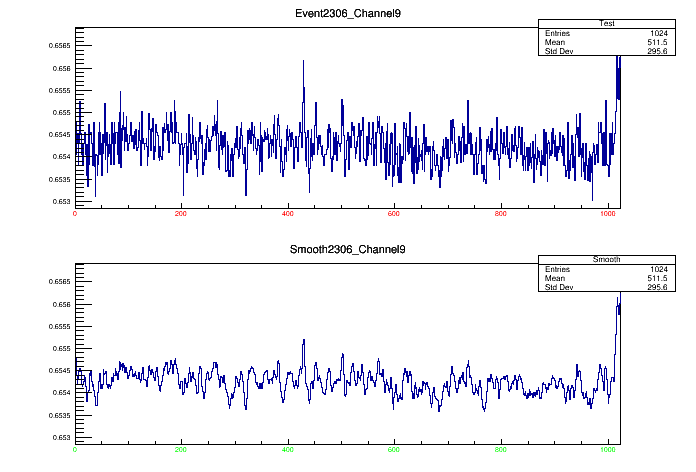 Event2306_Channel9
Test
Entries 1024
Mean 511.5
Std Dev 295.6
0.6565
0.656
0.6555
0.655
0.6545
0.654
0.6535
0.653
0 200 400 600 800 1000
Smooth2306_Channel9
Smooth
Entries 1024
Mean 511.5
Std Dev 295.6
0.6565
0.656
0.6555
0.655
0.6545
0.654
0.6535
0.653
0 200 400 600 800 1000